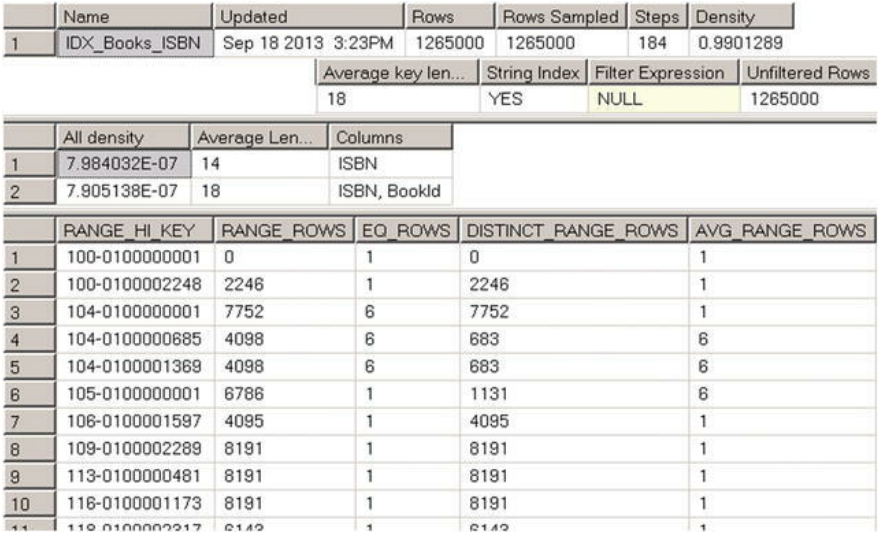 Name Updated Rows Rows Sampled Steps Density
1 IDX_Books_ISBN Sep 18 2013 3:23PM 1265000 1265000 184 0.9901289
Average key len... String Index Filter Expression Unfiltered Rows
18 YES NULL 1265000
All density Average Len... Columns
1 7.984032E-07 14 ISBN
2 7.905138E-07 18 ISBN, BookId
RANGE_HI_KEY RANGE_ROWS EQ_ROWS DISTINCT_RANGE_ROWS AVG_RANGE_ROWS
1 100-0100000001 0 1 0 1
2 100-0100002248 2246 1 2246 1
3 104-0100000001 7752 6 7752 1
4 104-0100000685 4098 6 683 6
5 104-0100001369 4098 6 683 6
6 105-0100000001 6786 1 1131 6
7 106-0100001597 4095 1 4095 1
8 109-0100002289 8191 1 8191 1
9 113-0100000481 8191 1 8191 1
10 116-0100001173 8191 1 8191 1
11 118-0100002317 6143 1 6143 1